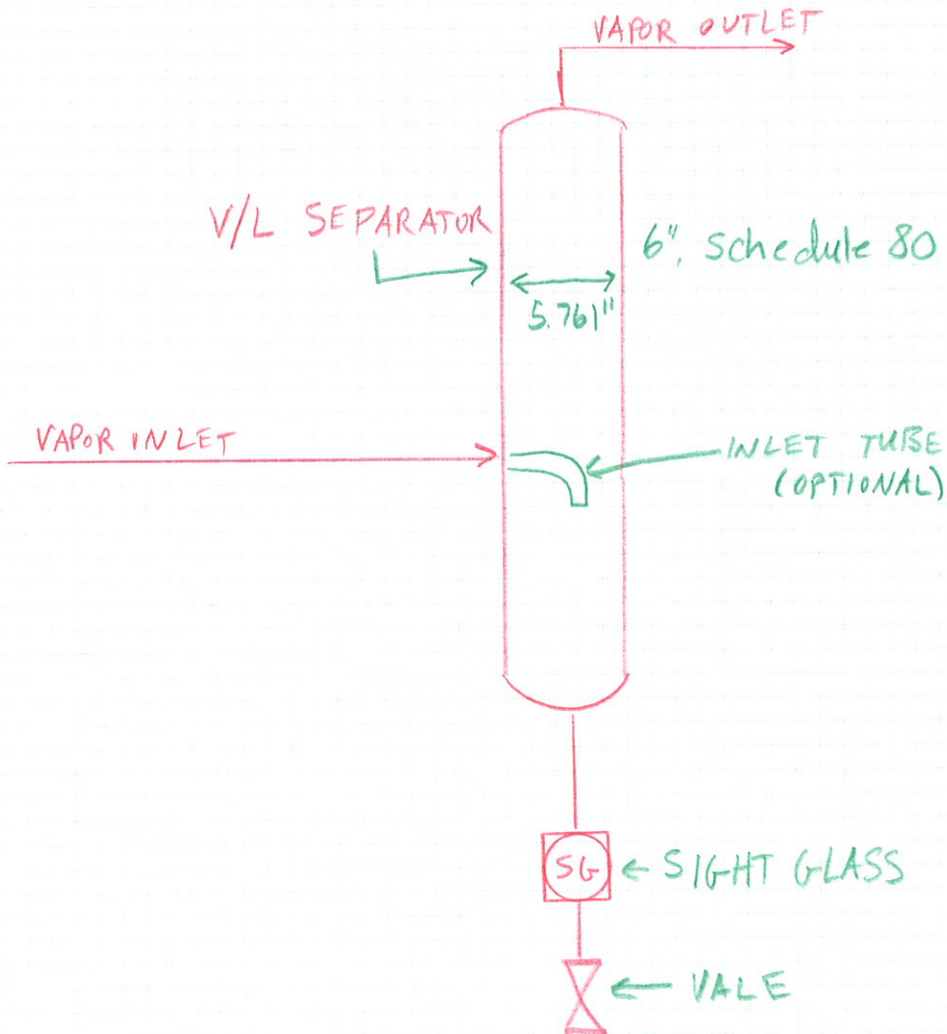 VAPOR OUTLET
V/L SEPARATOR
6", Schedule 80
5.761"
VAPOR INLET
INLET TUBE
(OPTIONAL)
SG
SIGHT GLASS
VALE